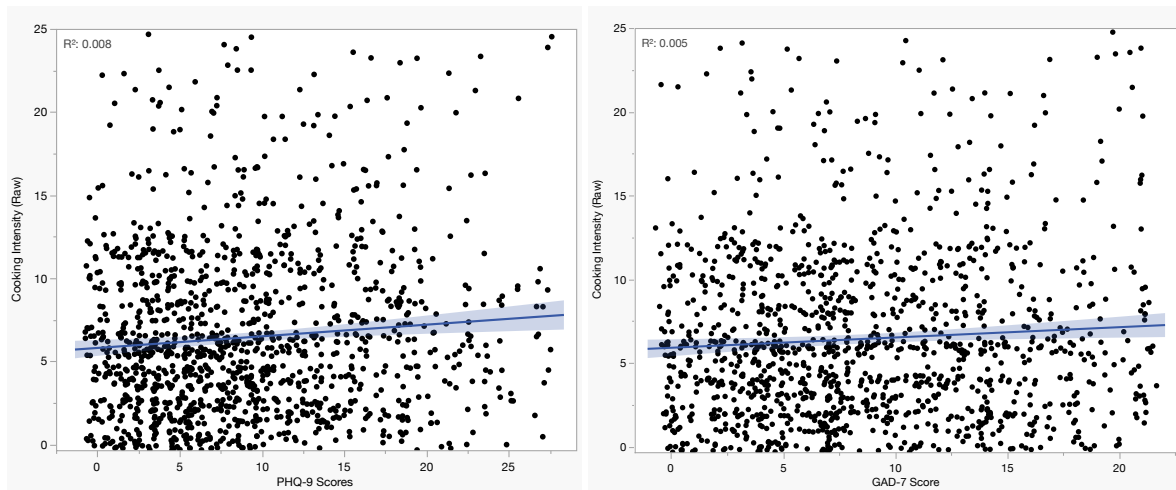 R²: 0.008
25
20
15
10
5
0
Cooking Intensity (Raw)
0 5 10 15 20 25
PHQ-9 Scores
R²: 0.005
25
20
15
10
5
0
Cooking Intensity (Raw)
0 5 10 15 20
GAD-7 Score